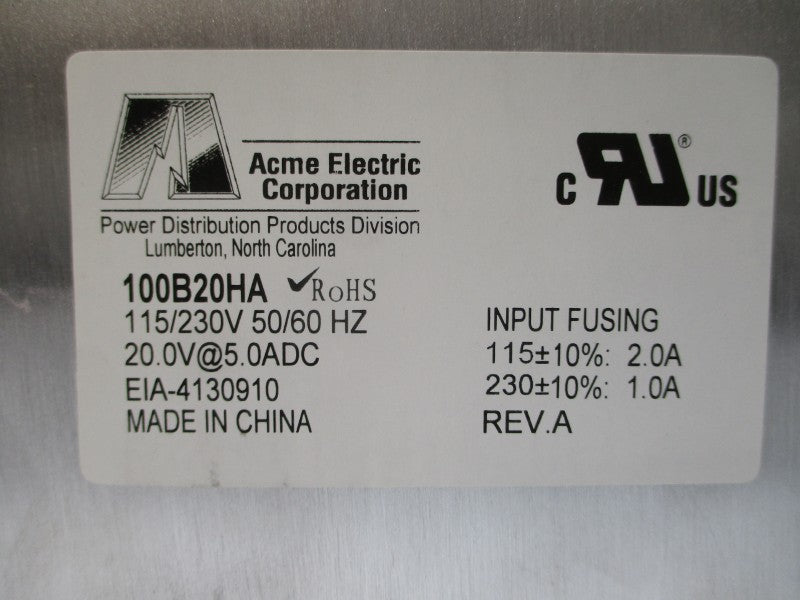 Acme Electric
Corporation
Power Distribution Products Division
Lumberton, North Carolina
100B20HA ✔RoHS
115/230V 50/60 HZ
20.0V@5.0ADC
EIA-4130910
MADE IN CHINA
C RU® US
INPUT FUSING
115±10%: 2.0A
230±10%: 1.0A
REV.A